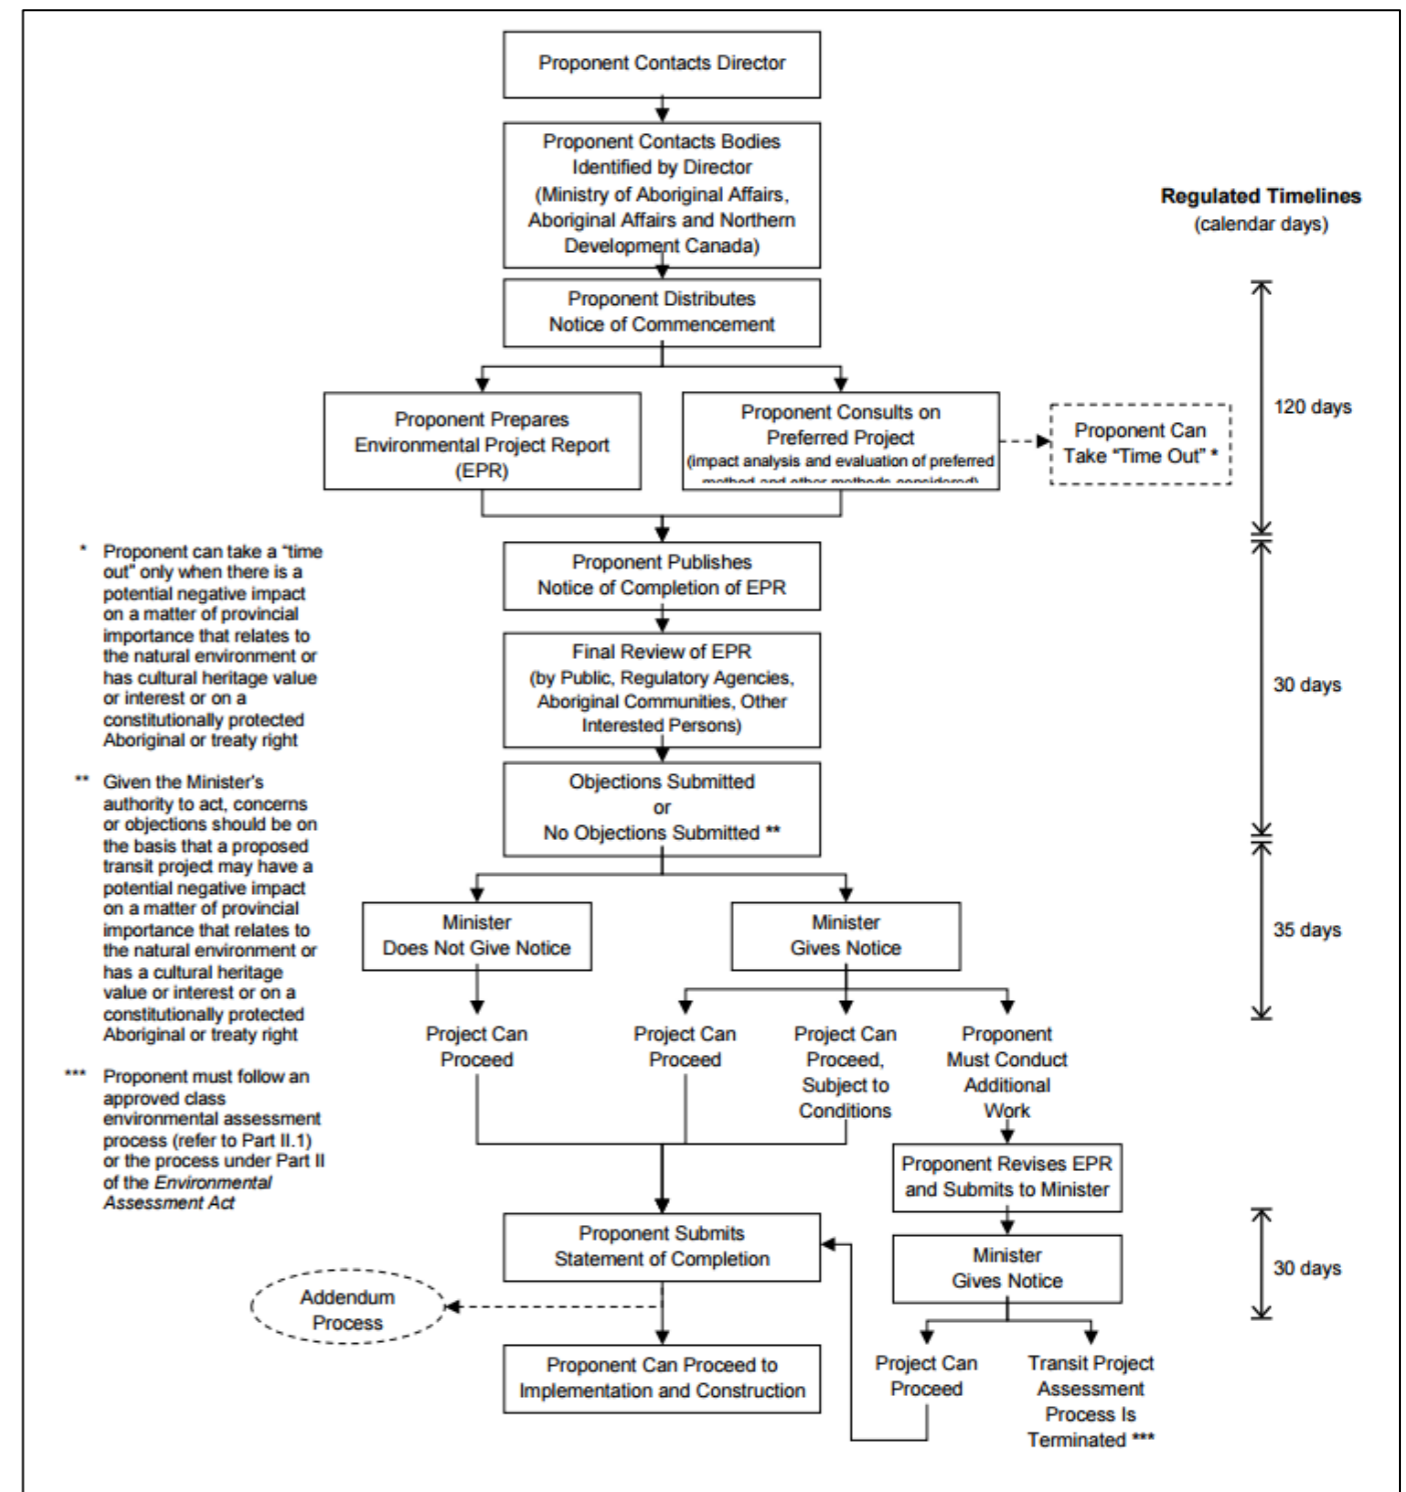 Proponent Contacts Director
Proponent Contacts Bodies
Identified by Director
(Ministry of Aboriginal Affairs,
Aboriginal Affairs and Northern
Development Canada)
Regulated Timelines
(calendar days)
Proponent Distributes
Notice of Commencement
Proponent Prepares
Environmental Project Report
(EPR)
Proponent Consults on
Preferred Project
(impact analysis and evaluation of preferred
method and other methods considered)
Proponent Can
Take “Time Out” *
120 days
Proponent Publishes
Notice of Completion of EPR
Final Review of EPR
(by Public, Regulatory Agencies,
Aboriginal Communities, Other
Interested Persons)
30 days
Objections Submitted
or
No Objections Submitted **
Minister
Does Not Give Notice
Minister
Gives Notice
35 days
Project Can
Proceed
Project Can
Proceed
Project Can
Proceed,
Subject to
Conditions
Proponent
Must Conduct
Additional
Work
Proponent Revises EPR
and Submits to Minister
Proponent Submits
Statement of Completion
Minister
Gives Notice
30 days
Addendum
Process
Proponent Can Proceed to
Implementation and Construction
Project Can
Proceed
Transit Project
Assessment
Process Is
Terminated ***
* Proponent can take a “time
out” only when there is a
potential negative impact
on a matter of provincial
importance that relates to
the natural environment or
has cultural heritage value
or interest or on a
constitutionally protected
Aboriginal or treaty right
** Given the Minister's
authority to act, concerns
or objections should be on
the basis that a proposed
transit project may have a
potential negative impact
on a matter of provincial
importance that relates to
the natural environment or
has a cultural heritage
value or interest or on a
constitutionally protected
Aboriginal or treaty right
*** Proponent must follow an
approved class
environmental assessment
process (refer to Part II.1)
or the process under Part II
of the Environmental
Assessment Act